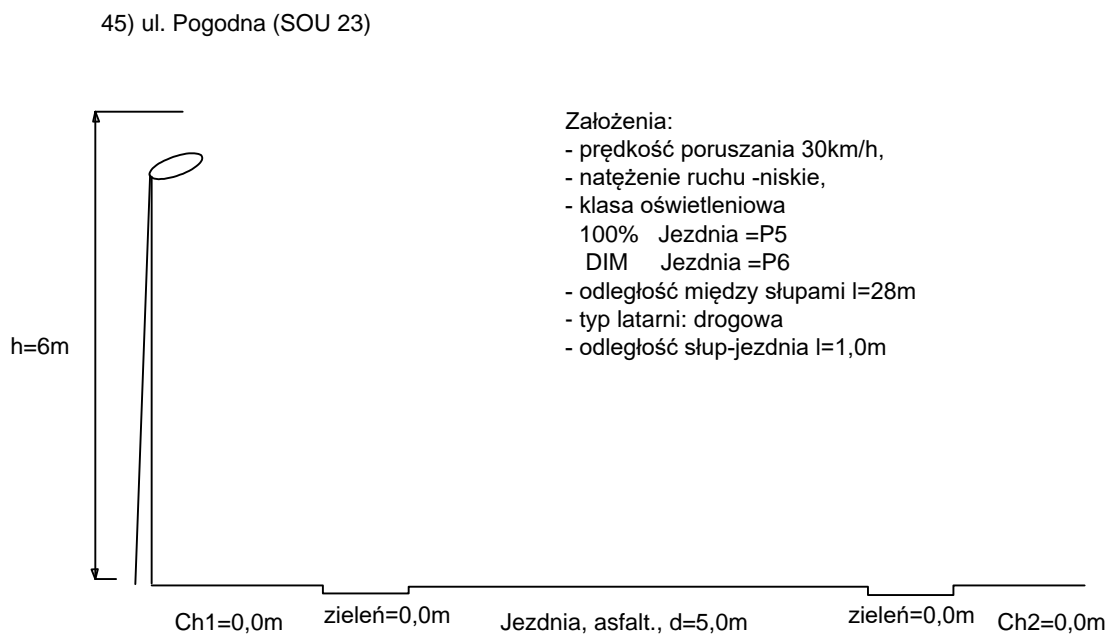 45) ul. Pogodna (SOU 23)
Założenia:
- prędkość poruszania 30km/h,
- natężenie ruchu -niskie,
- klasa oświetleniowa
100% Jezdnia =P5
DIM Jezdnia =P6
- odległość między słupami l=28m
- typ latarni: drogowa
- odległość słup-jezdnia l=1,0m
h=6m
Ch1=0,0m zieleń=0,0m Jezdnia, asfalt., d=5,0m zieleń=0,0m Ch2=0,0m